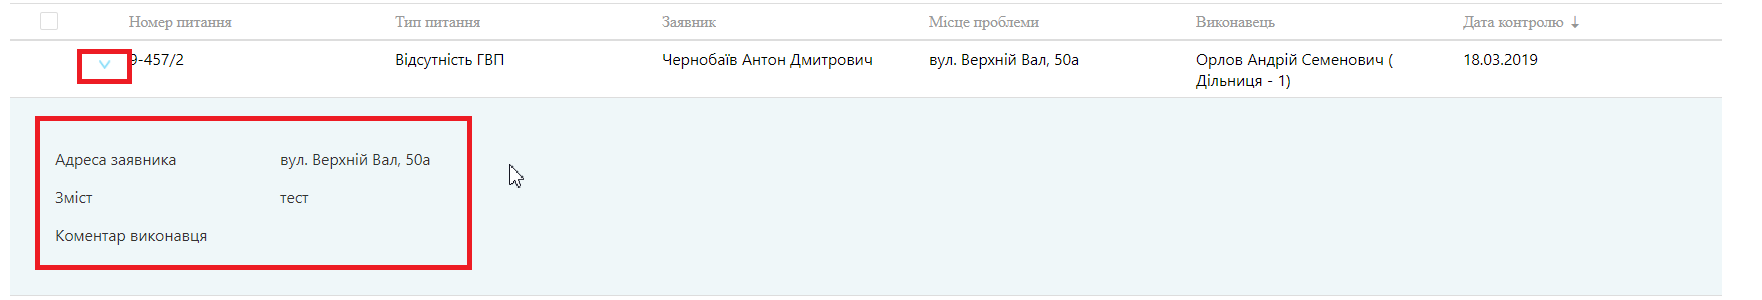 Номер питання Тип питання Заявник Місце проблеми Виконавець Дата контролю ↓
9-457/2 Відсутність ГВП Чернобаїв Антон Дмитрович вул. Верхній Вал, 50а Орлов Андрій Семенович ( 18.03.2019
Дільниця - 1)
Адреса заявника вул. Верхній Вал, 50а
Зміст тест
Коментар виконавця